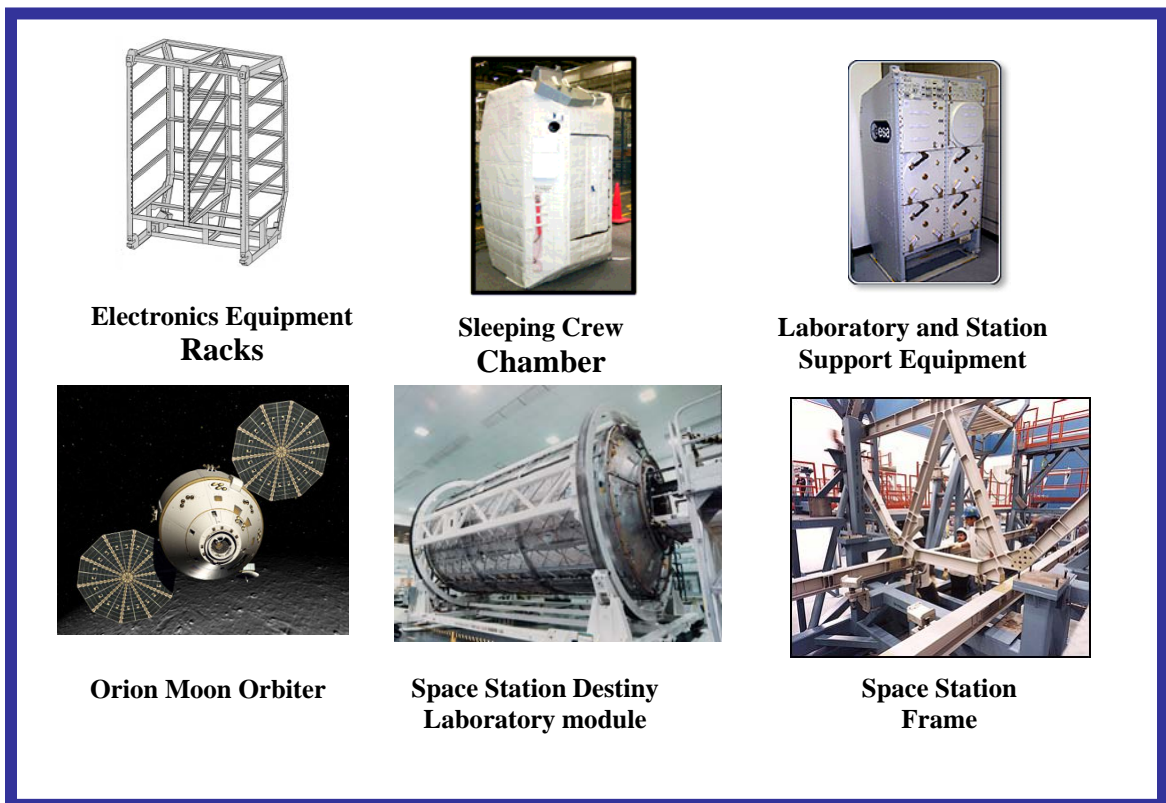 esa
Electronics Equipment
Racks
Sleeping Crew
Chamber
Laboratory and Station
Support Equipment
Orion Moon Orbiter
Space Station Destiny
Laboratory module
Space Station
Frame